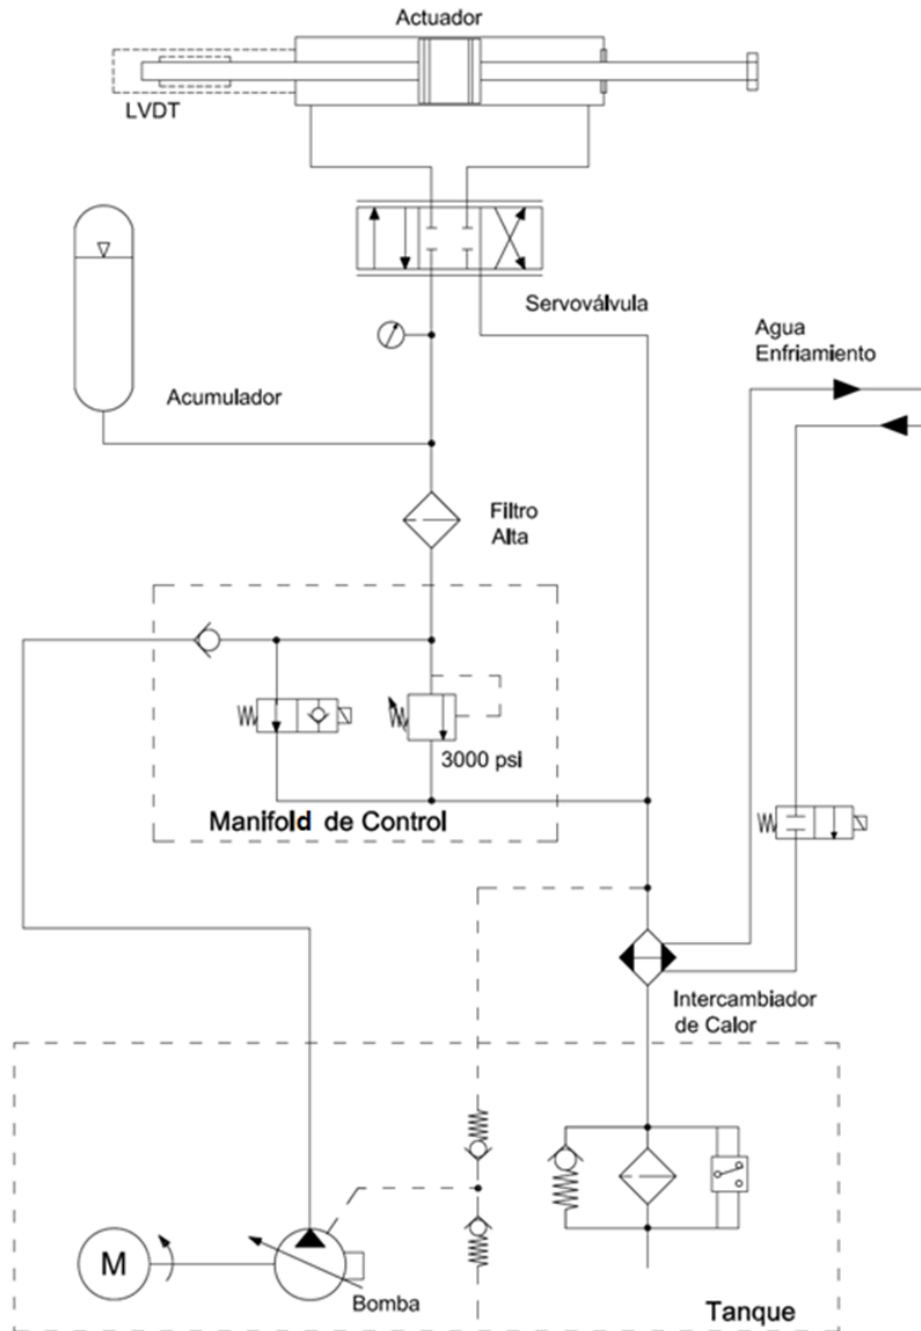 Actuador
LVDT
Servoválvula
Agua
Enfriamiento
Acumulador
Filtro
Alta
3000 psi
Manifold de Control
Intercambiador
de Calor
M
Bomba
Tanque